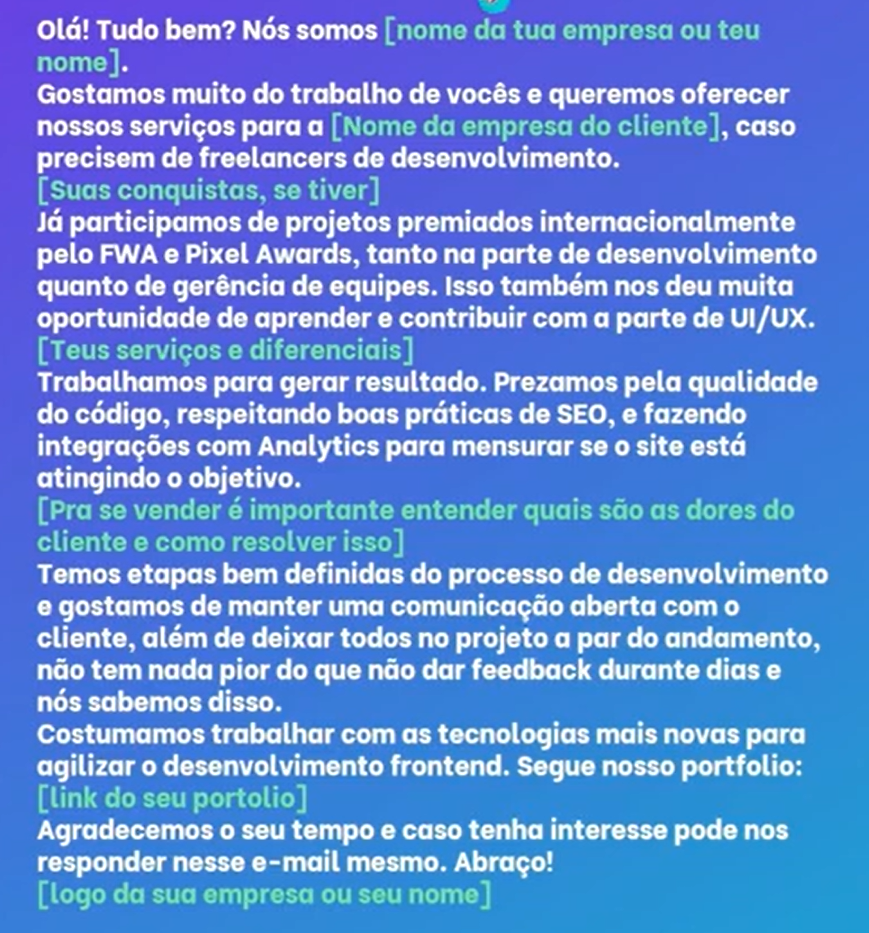 Olá! Tudo bem? Nós somos [nome da tua empresa ou teu
nome].
Gostamos muito do trabalho de vocês e queremos oferecer
nossos serviços para a [Nome da empresa do cliente], caso
precisem de freelancers de desenvolvimento.
[Suas conquistas, se tiver]
Já participamos de projetos premiados internacionalmente
pelo FWA e Pixel Awards, tanto na parte de desenvolvimento
quanto de gerência de equipes. Isso também nos deu muita
oportunidade de aprender e contribuir com a parte de UI/UX.
[Teus serviços e diferenciais]
Trabalhamos para gerar resultado. Prezamos pela qualidade
do código, respeitando boas práticas de SEO, e fazendo
integrações com Analytics para mensurar se o site está
atingindo o objetivo.
[Pra se vender é importante entender quais são as dores do
cliente e como resolver isso]
Temos etapas bem definidas do processo de desenvolvimento
e gostamos de manter uma comunicação aberta com o
cliente, além de deixar todos no projeto a par do andamento,
não tem nada pior do que não dar feedback durante dias e
nós sabemos disso.
Costumamos trabalhar com as tecnologias mais novas para
agilizar o desenvolvimento frontend. Segue nosso portfolio:
[link do seu portolio]
Agradecemos o seu tempo e caso tenha interesse pode nos
responder nesse e-mail mesmo. Abraço!
[logo da sua empresa ou seu nome]